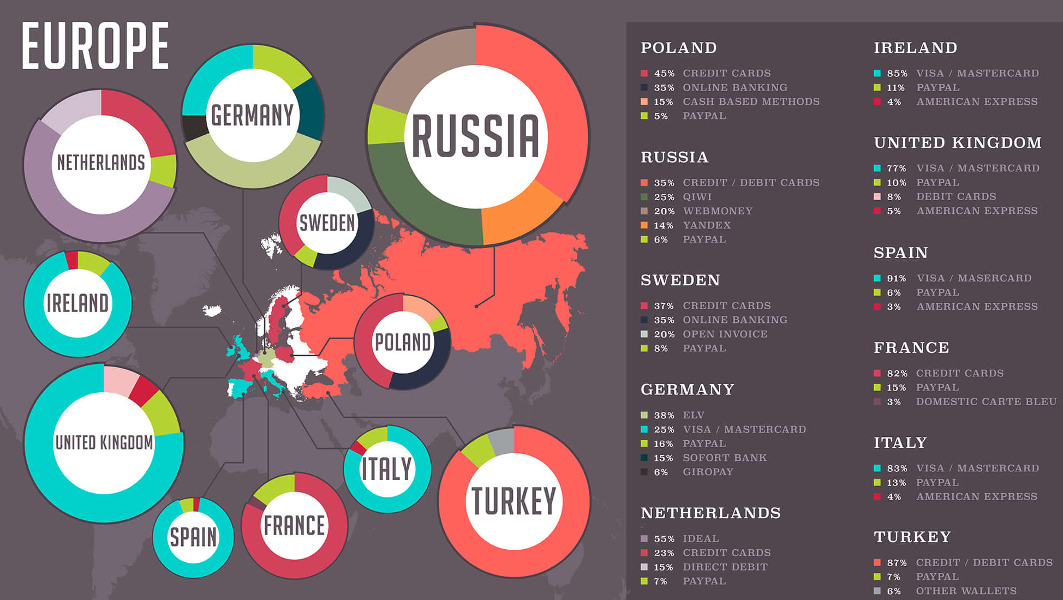 EUROPE
GERMANY
RUSSIA
NETHERLANDS
SWEDEN
IRELAND
POLAND
UNITED KINGDOM
ITALY
TURKEY
SPAIN
FRANCE
POLAND
45% CREDIT CARDS
35% ONLINE BANKING
15% CASH BASED METHODS
5% PAYPAL
RUSSIA
35% CREDIT / DEBIT CARDS
25% QIWI
20% WEBMONEY
14% YANDEX
6% PAYPAL
SWEDEN
37% CREDIT CARDS
35% ONLINE BANKING
20% OPEN INVOICE
8% PAYPAL
GERMANY
38% ELV
25% VISA / MASTERCARD
16% PAYPAL
15% SOFORT BANK
6% GIROPAY
NETHERLANDS
55% IDEAL
23% CREDIT CARDS
15% DIRECT DEBIT
7% PAYPAL
IRELAND
85% VISA / MASTERCARD
11% PAYPAL
4% AMERICAN EXPRESS
UNITED KINGDOM
77% VISA / MASTERCARD
10% PAYPAL
8% DEBIT CARDS
5% AMERICAN EXPRESS
SPAIN
91% VISA / MASERCARD
6% PAYPAL
3% AMERICAN EXPRESS
FRANCE
82% CREDIT CARDS
15% PAYPAL
3% DOMESTIC CARTE BLEU
ITALY
83% VISA / MASTERCARD
13% PAYPAL
4% AMERICAN EXPRESS
TURKEY
87% CREDIT / DEBIT CARDS
7% PAYPAL
6% OTHER WALLETS